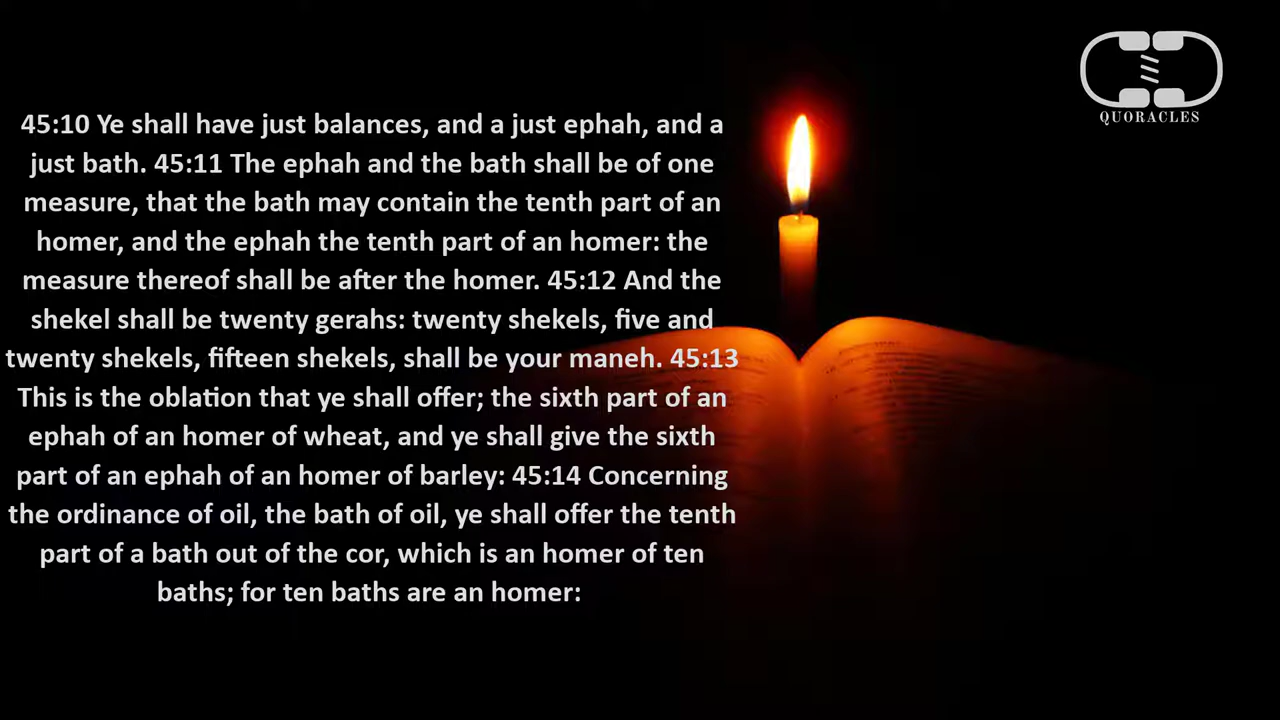 45:10 Ye shall have just balances, and a just ephah, and a
just bath. 45:11 The ephah and the bath shall be of one
measure, that the bath may contain the tenth part of an
homer, and the ephah the tenth part of an homer: the
measure thereof shall be after the homer. 45:12 And the
shekel shall be twenty gerahs: twenty shekels, five and
twenty shekels, fifteen shekels, shall be your maneh. 45:13
This is the oblation that ye shall offer; the sixth part of an
ephah of an homer of wheat, and ye shall give the sixth
part of an ephah of an homer of barley: 45:14 Concerning
the ordinance of oil, the bath of oil, ye shall offer the tenth
part of a bath out of the cor, which is an homer of ten
baths; for ten baths are an homer:
QUORACLES